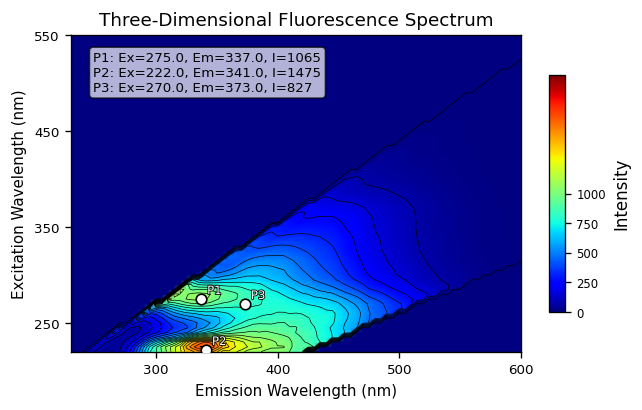 Three-Dimensional Fluorescence Spectrum
550
450
350
250
Excitation Wavelength (nm)
P1: Ex=275.0, Em=337.0, I=1065
P2: Ex=222.0, Em=341.0, I=1475
P3: Ex=270.0, Em=373.0, I=827
P1
P3
P2
300
400
500
600
Emission Wavelength (nm)
1000
750
500
250
0
Intensity